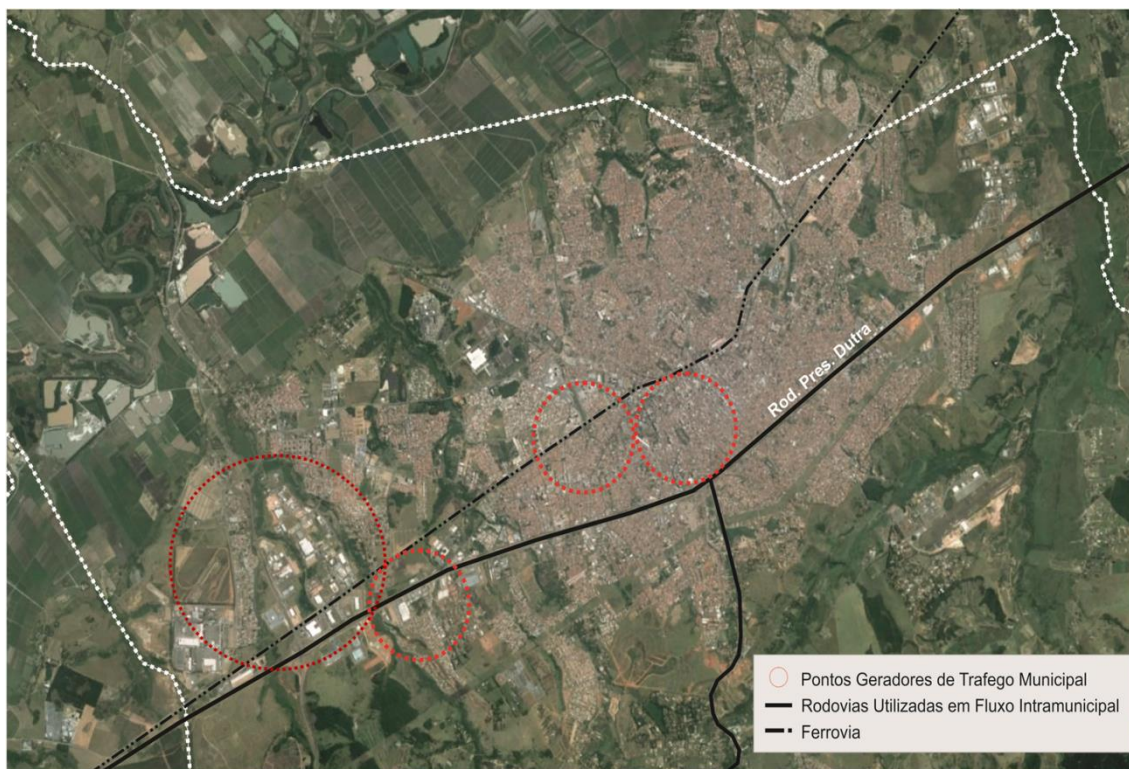 Rod. Pres. Dutra
Pontos Geradores de Trafego Municipal
Rodovias Utilizadas em Fluxo Intramunicipal
Ferrovia